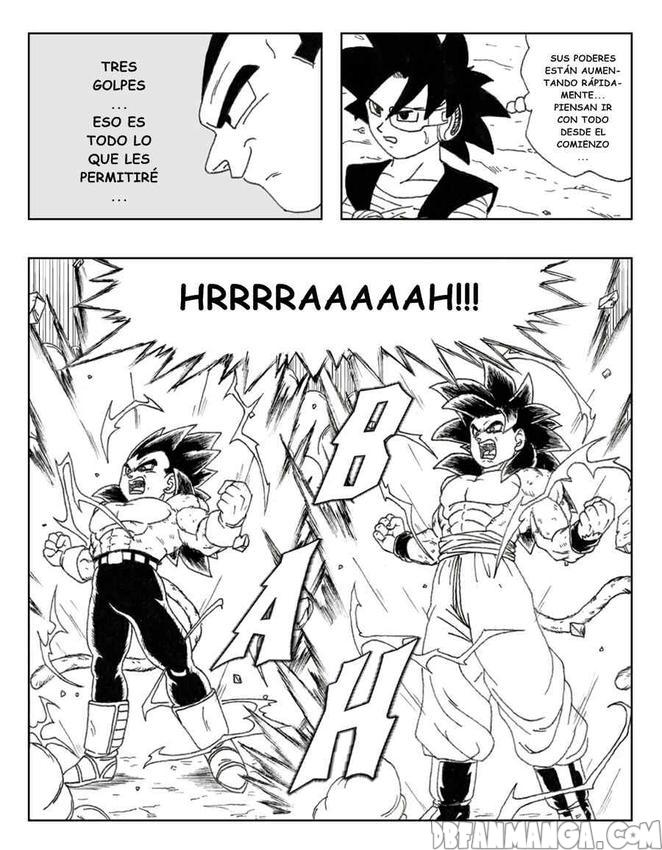 TRES
GOLPES
...
ESO ES
TODO LO
QUE LES
PERMITIRÉ
...
SUS PODERES
ESTÁN AUMEN-
TANDO RÁPIDA-
MENTE...
PIENSAN IR
CON TODO
DESDE EL
COMIENZO
...
HRRRRAAAAAH!!!
B
A
H
DBFANMANGA.COM